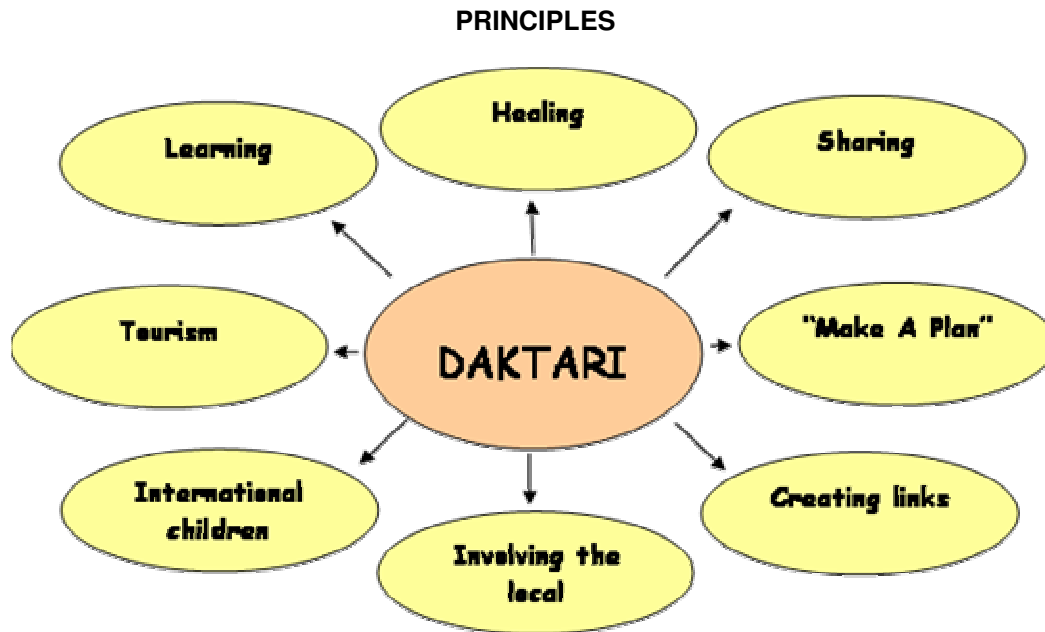 PRINCIPLES
Healing
Learning
Sharing
Tourism
"Make A Plan"
DAKTARI
International
children
Creating links
Involving the
local